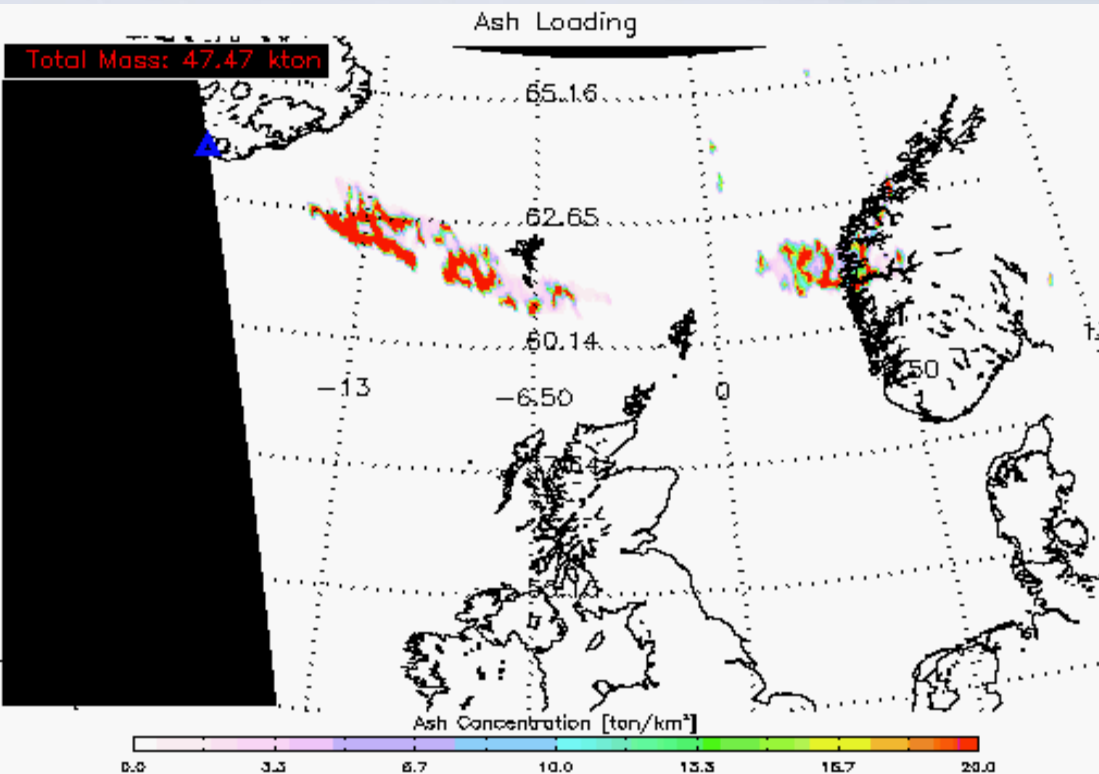 Ash Loading
Total Mass: 47.47 kton
65.16
62.65
60.14
-13
-6.50
0
50
Ash Concentration [ton/km²]
0.0 3.3 6.7 10.0 13.3 16.7 20.0